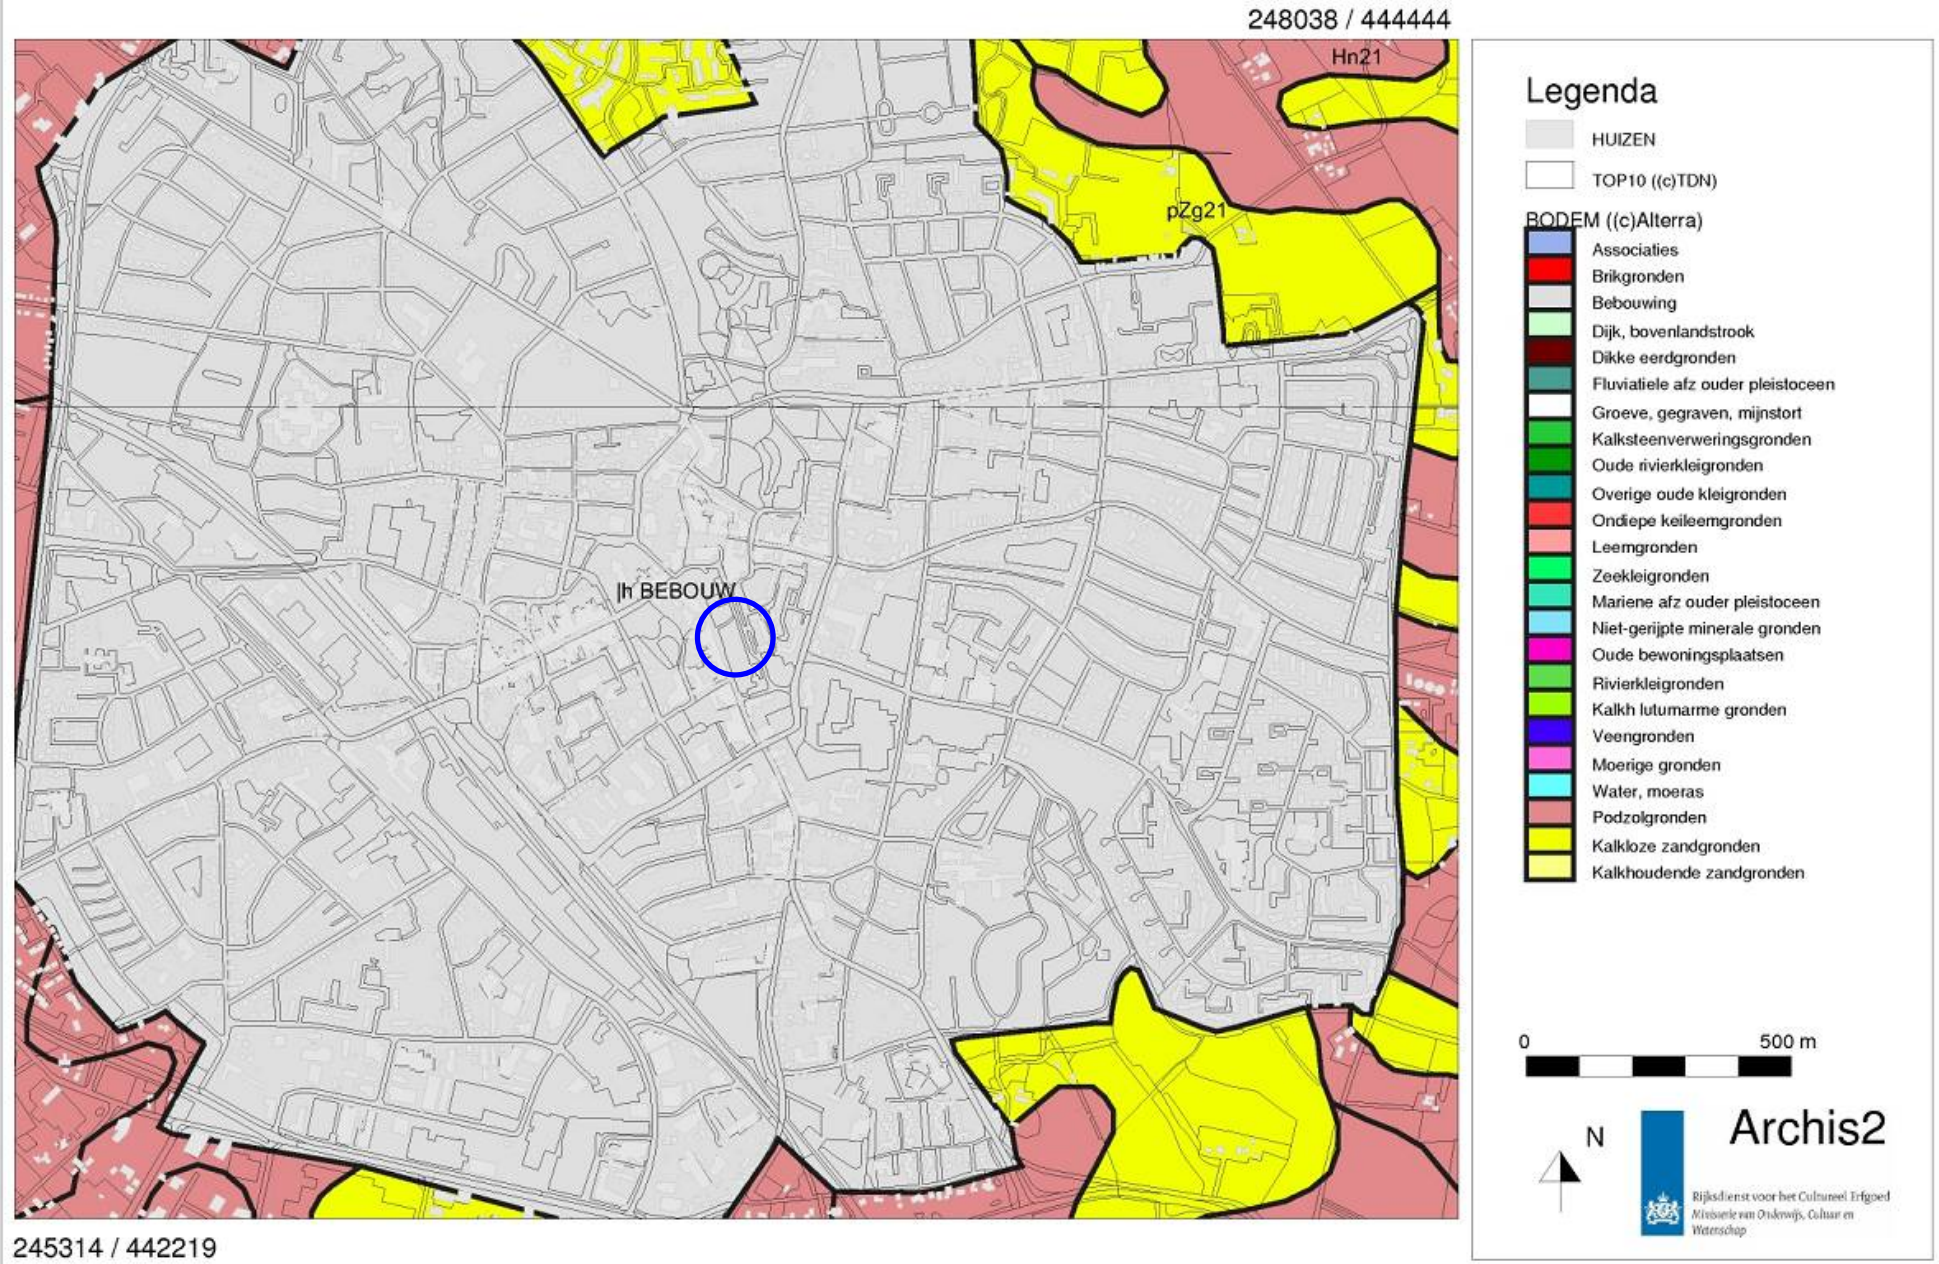 248038 / 444444
Hn21
pZg21
|h BEBOUW
245314 / 442219
Legenda
HUIZEN
TOP10 ((c)TDN)
BODEM ((c)Alterra)
Associaties
Brikgronden
Bebouwing
Dijk, bovenlandstrook
Dikke eerdgronden
Fluviatiele afz ouder pleistoceen
Groeve, gegraven, mijnstort
Kalksteenverweringsgronden
Oude rivierkleigronden
Overige oude kleigronden
Ondiepe keileemgronden
Leemgronden
Zeekleigronden
Mariene afz ouder pleistoceen
Niet-gerijpte minerale gronden
Oude bewoningsplaatsen
Rivierkleigronden
Kalkh lutumarme gronden
Veengronden
Moerige gronden
Water, moeras
Podzolgronden
Kalkloze zandgronden
Kalkhoudende zandgronden
0 500 m
N
Archis2
Rijksdienst voor het Cultureel Erfgoed
Ministerie van Onderwijs, Cultuur en
Wetenschap